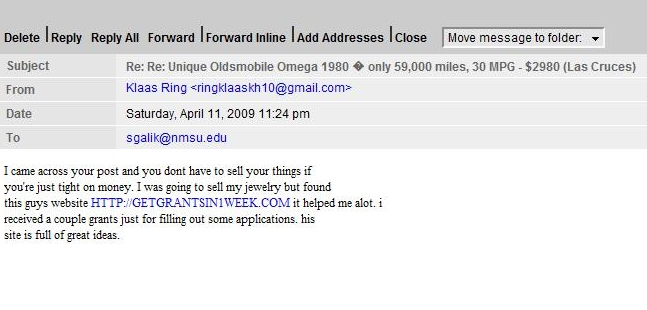 Delete Reply Reply All Forward Forward Inline Add Addresses Close Move message to folder:
Subject Re: Re: Unique Oldsmobile Omega 1980 � only 59,000 miles, 30 MPG - $2980 (Las Cruces)
From Klaas Ring <ringklaaskh10@gmail.com>
Date Saturday, April 11, 2009 11:24 pm
To sgalik@nmsu.edu
I came across your post and you dont have to sell your things if
you're just tight on money. I was going to sell my jewelry but found
this guys website HTTP://GETGRANTSIN1WEEK.COM it helped me alot. i
received a couple grants just for filling out some applications. his
site is full of great ideas.